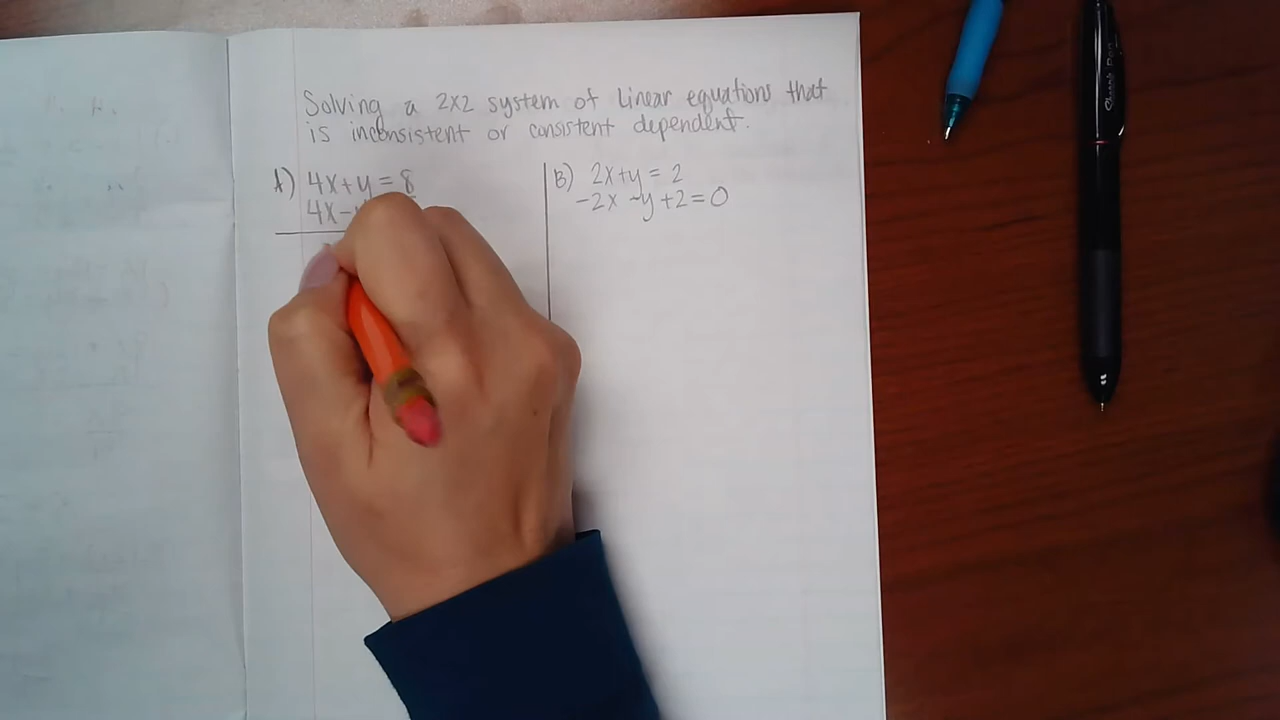 Solving a 2x2 system of linear equations that
is inconsistent or consistent dependent.
A) 4x+y = 8
4x-
B) 2x+y = 2
-2x -y +2=0